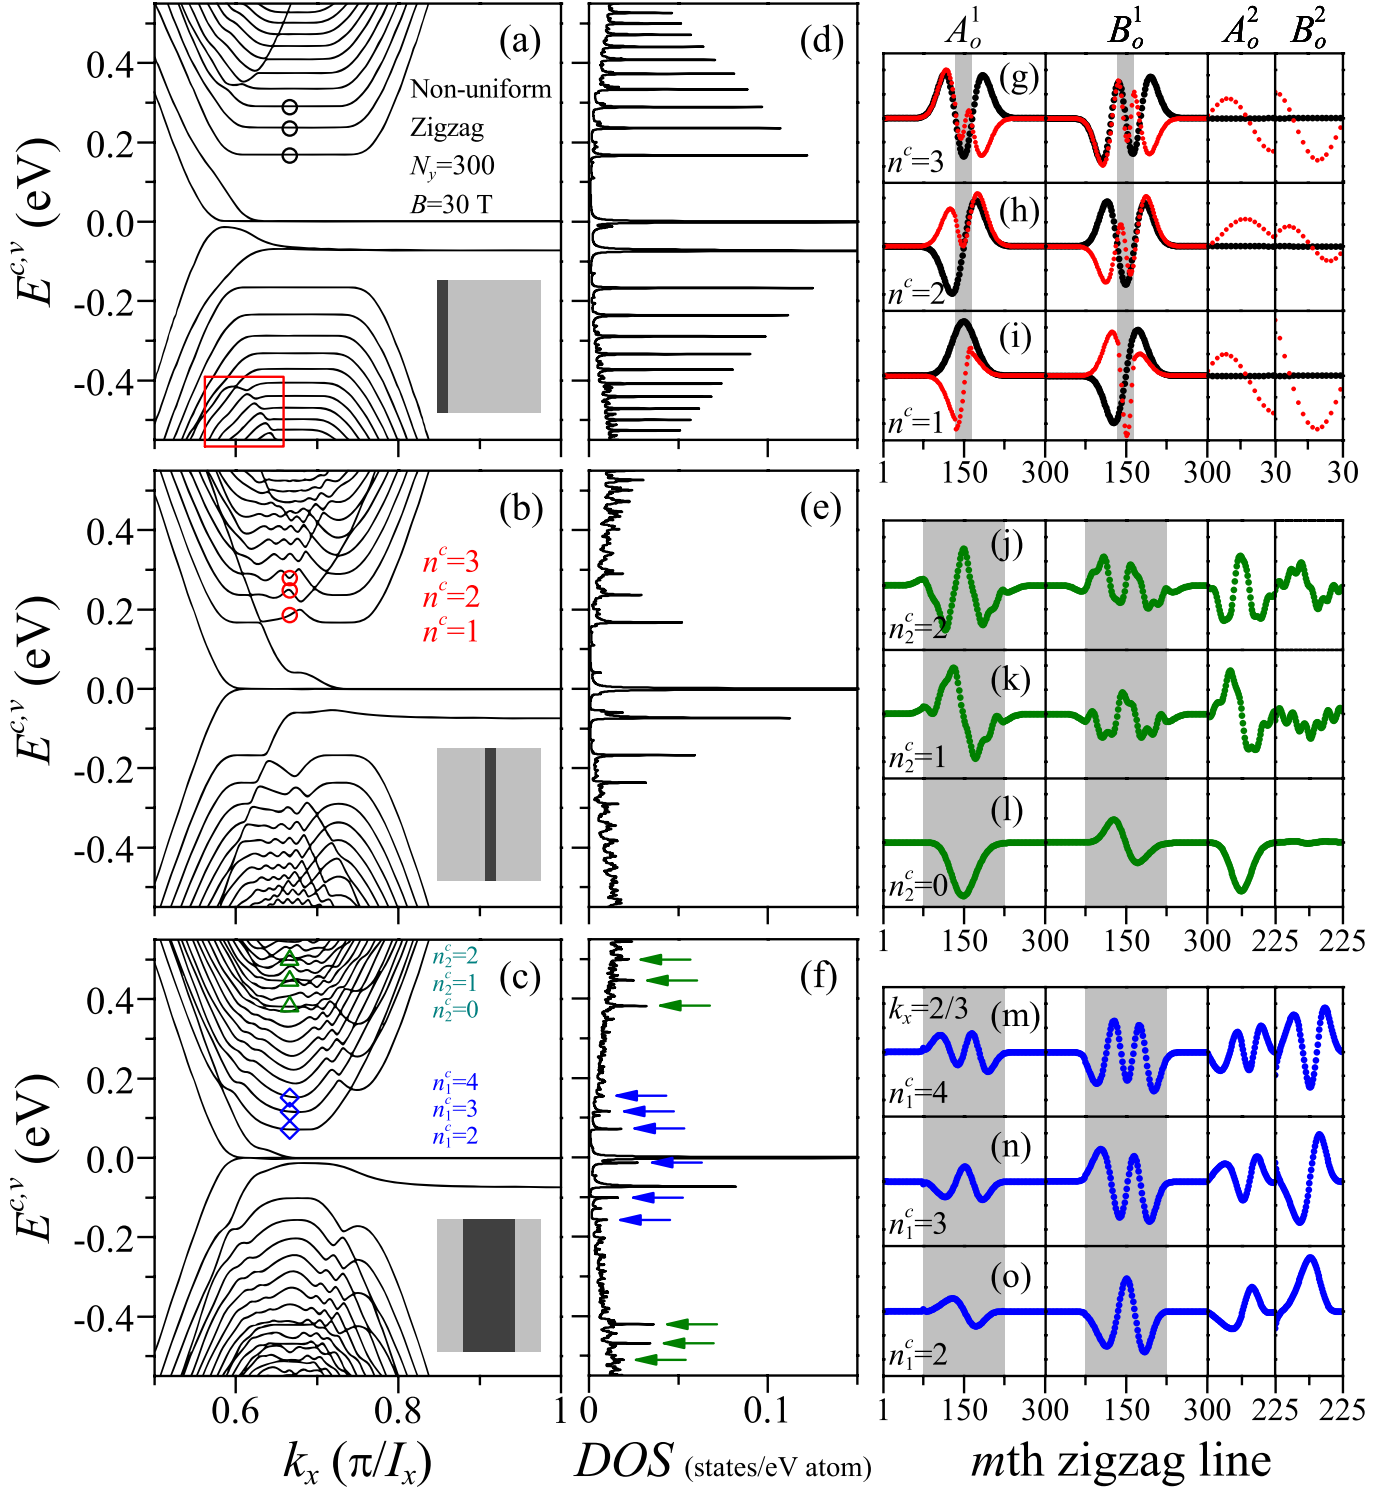 (a)
Non-uniform
Zigzag
N_y=300
B=30 T
E^{c,v} (eV)
0.4
0.2
0.0
-0.2
-0.4
(d)
A_o^1 B_o^1 A_o^2 B_o^2
(g)
n^c=3
(h)
n^c=2
(i)
n^c=1
1 150 300 150 300 30 30
(b)
n^c=3
n^c=2
n^c=1
E^{c,v} (eV)
0.4
0.2
0.0
-0.2
-0.4
(e)
(j)
n_2^c=2
(k)
n_2^c=1
(l)
n_2^c=0
1 150 300 150 300 225 225
(c)
n_2^c=2
n_2^c=1
n_2^c=0
n_1^c=4
n_1^c=3
n_1^c=2
E^{c,v} (eV)
0.4
0.2
0.0
-0.2
-0.4
0.6 0.8 1
k_x (π/I_x)
(f)
0 0.1
DOS (states/eV atom)
k_x=2/3
(m)
n_1^c=4
(n)
n_1^c=3
(o)
n_1^c=2
1 150 300 150 300 225 225
mth zigzag line